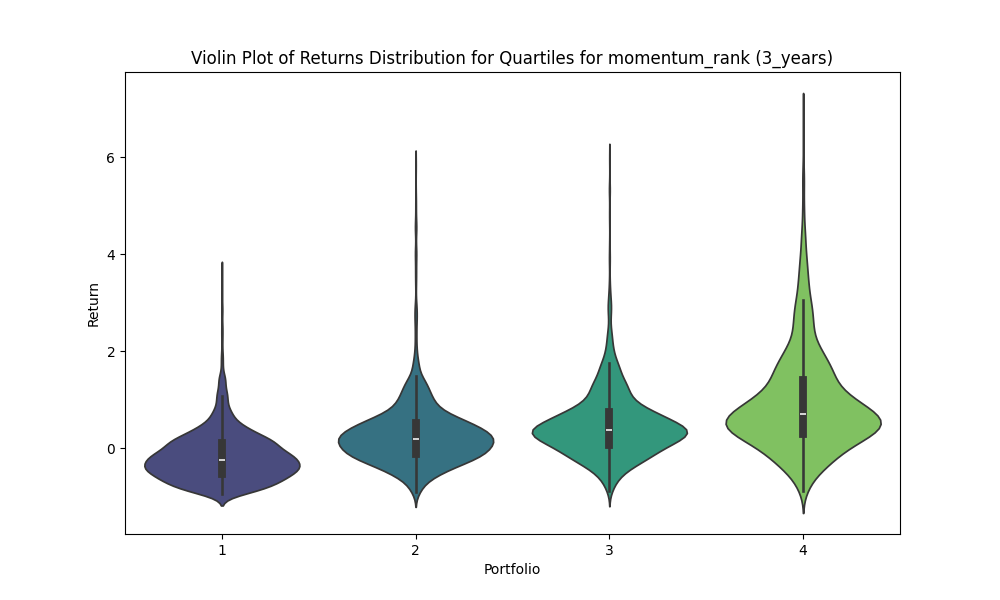 Violin Plot of Returns Distribution for Quartiles for momentum_rank (3_years)
Return
6
4
2
0
1 2 3 4
Portfolio